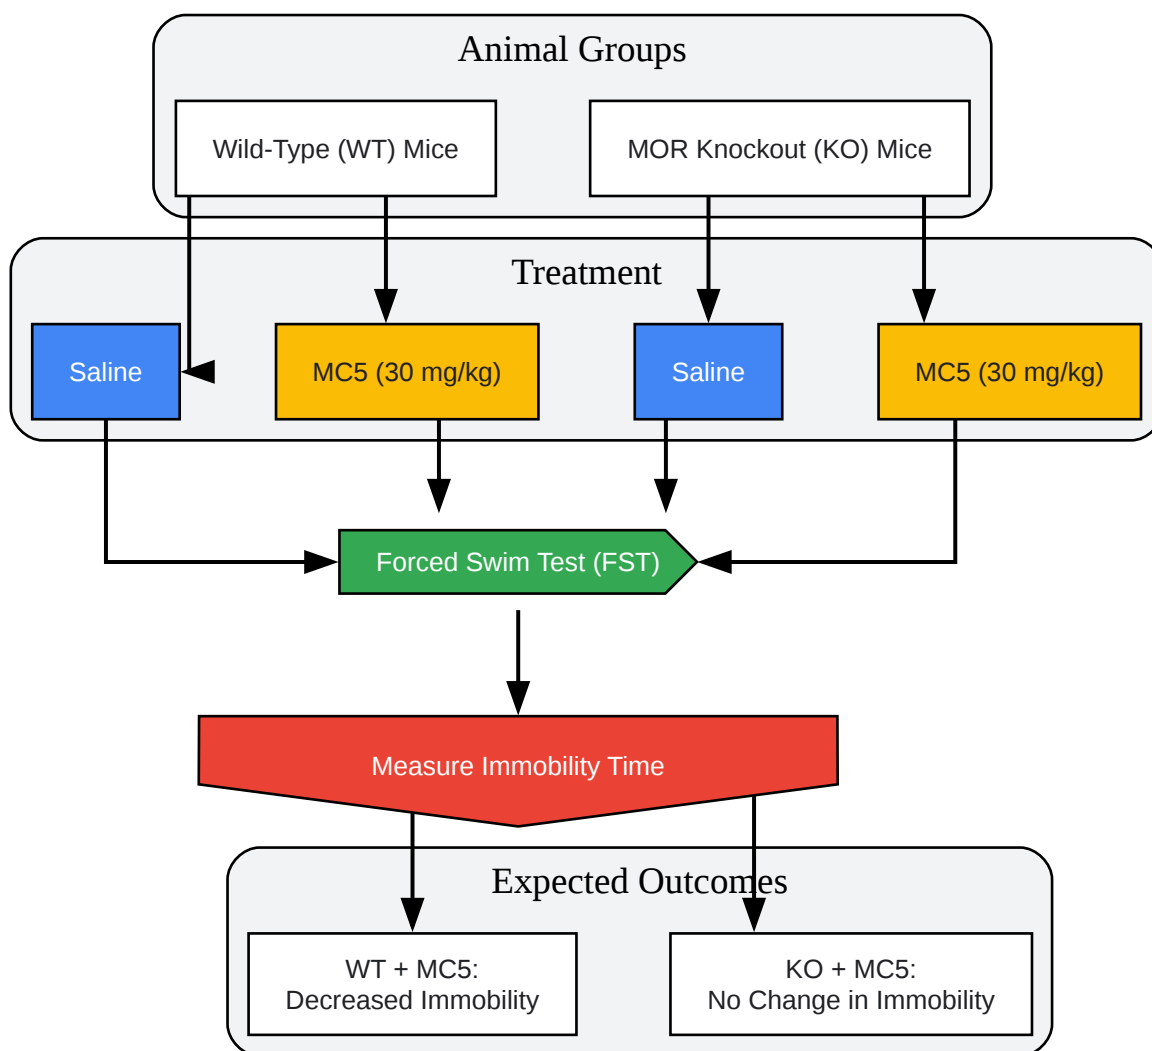 Animal Groups
Wild-Type (WT) Mice
MOR Knockout (KO) Mice
Treatment
Saline
MC5 (30 mg/kg)
Saline
MC5 (30 mg/kg)
Forced Swim Test (FST)
Measure Immobility Time
Expected Outcomes
WT + MC5:
Decreased Immobility
KO + MC5:
No Change in Immobility